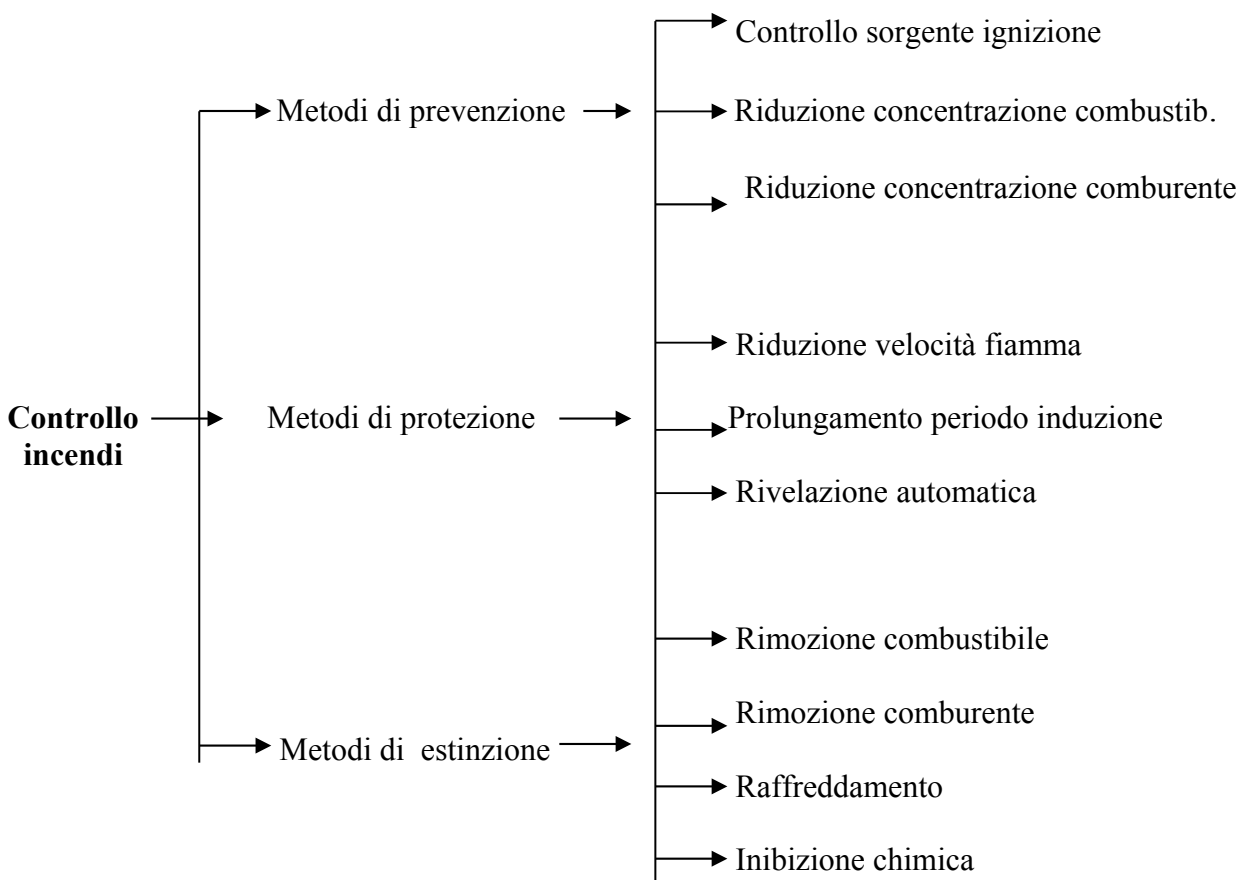 Controllo sorgente ignizione
Metodi di prevenzione
Riduzione concentrazione combustib.
Riduzione concentrazione comburente
Riduzione velocità fiamma
Controllo
incendi
Metodi di protezione
Prolungamento periodo induzione
Rivelazione automatica
Rimozione combustibile
Rimozione comburente
Metodi di estinzione
Raffreddamento
Inibizione chimica